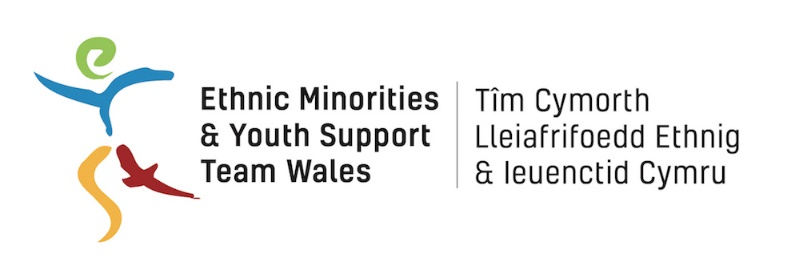 Ethnic Minorities
& Youth Support
Team Wales
Tîm Cymorth
Lleiafrifoedd Ethnig
& Ieuenctid Cymru